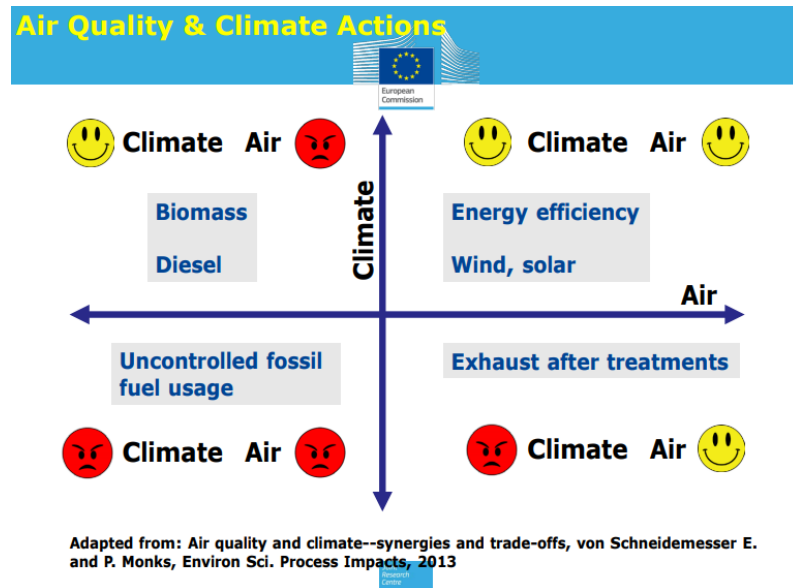 Air Quality & Climate Actions
European
Commission
Climate Air
Climate Air
Biomass
Diesel
Climate
Energy efficiency
Wind, solar
Air
Uncontrolled fossil
fuel usage
Exhaust after treatments
Climate Air
Climate Air
Adapted from: Air quality and climate--synergies and trade-offs, von Schneidemesser E.
and P. Monks, Environ Sci. Process Impacts, 2013
Research
Centre